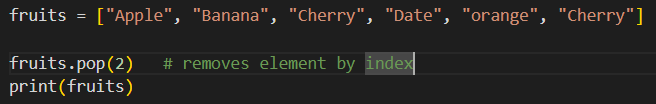 fruits = ["Apple", "Banana", "Cherry", "Date", "orange", "Cherry"]
fruits.pop(2)   # removes element by index
print(fruits)